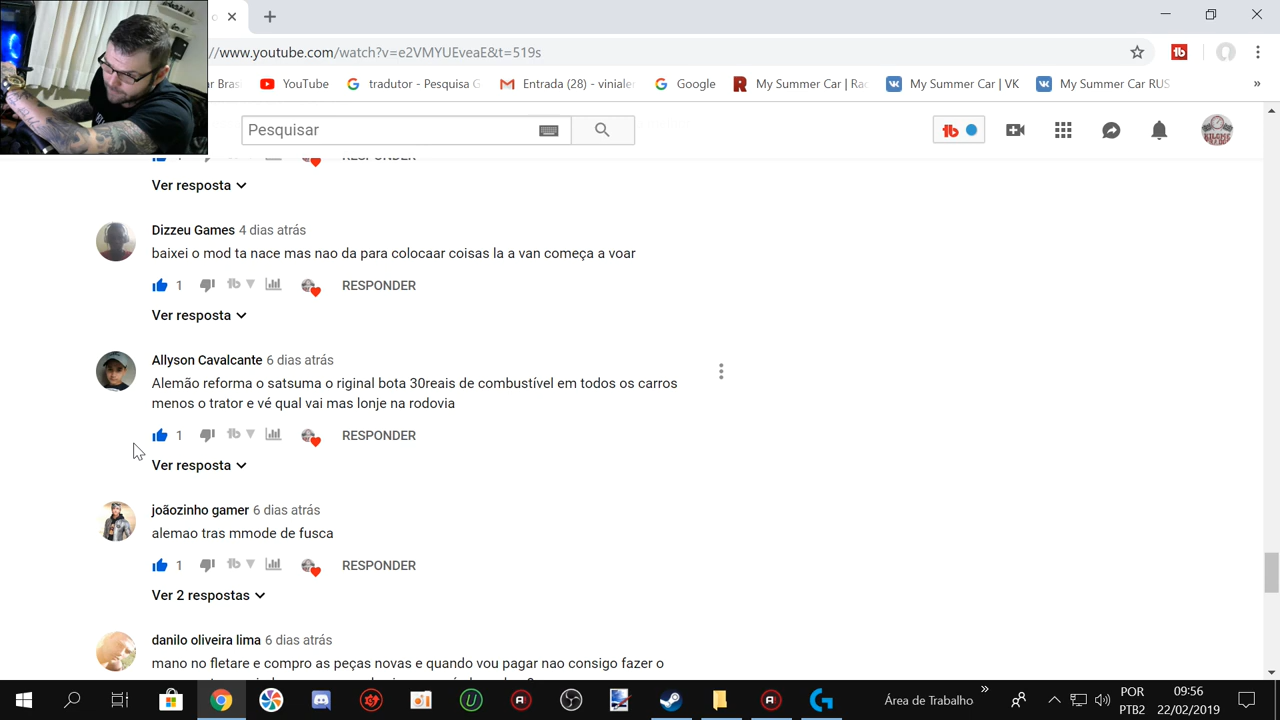 //www.youtube.com/watch?v=e2VMYUEveaE&t=519s
ar Bras
YouTube
tradutor - Pesquisa G
Entrada (28) - vinialer
Google
My Summer Car | Rac
My Summer Car | VK
My Summer Car RUS
»
Pesquisar
RESPONDER
Ver resposta
Dizzeu Games 4 dias atrás
baixei o mod ta nace mas nao da para colocaar coisas la a van começa a voar
1 RESPONDER
Ver resposta
Allyson Cavalcante 6 dias atrás
Alemão reforma o satsuma o riginal bota 30reais de combustível em todos os carros
menos o trator e vé qual vai mas lonje na rodovia
1 RESPONDER
Ver resposta
joãozinho gamer 6 dias atrás
alemao tras mmode de fusca
1 RESPONDER
Ver 2 respostas
danilo oliveira lima 6 dias atrás
mano no fletare e compro as peças novas e quando vou pagar nao consigo fazer o
Área de Trabalho
»
POR
PTB2
09:56
22/02/2019